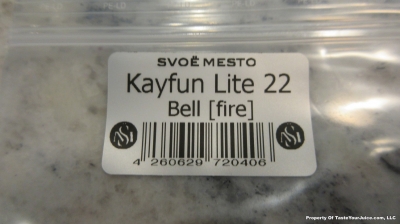 SVOË MESTO
Kayfun Lite 22
Bell [fire]
4 260629 720406
Property Of TasteYourJuice.com, LLC